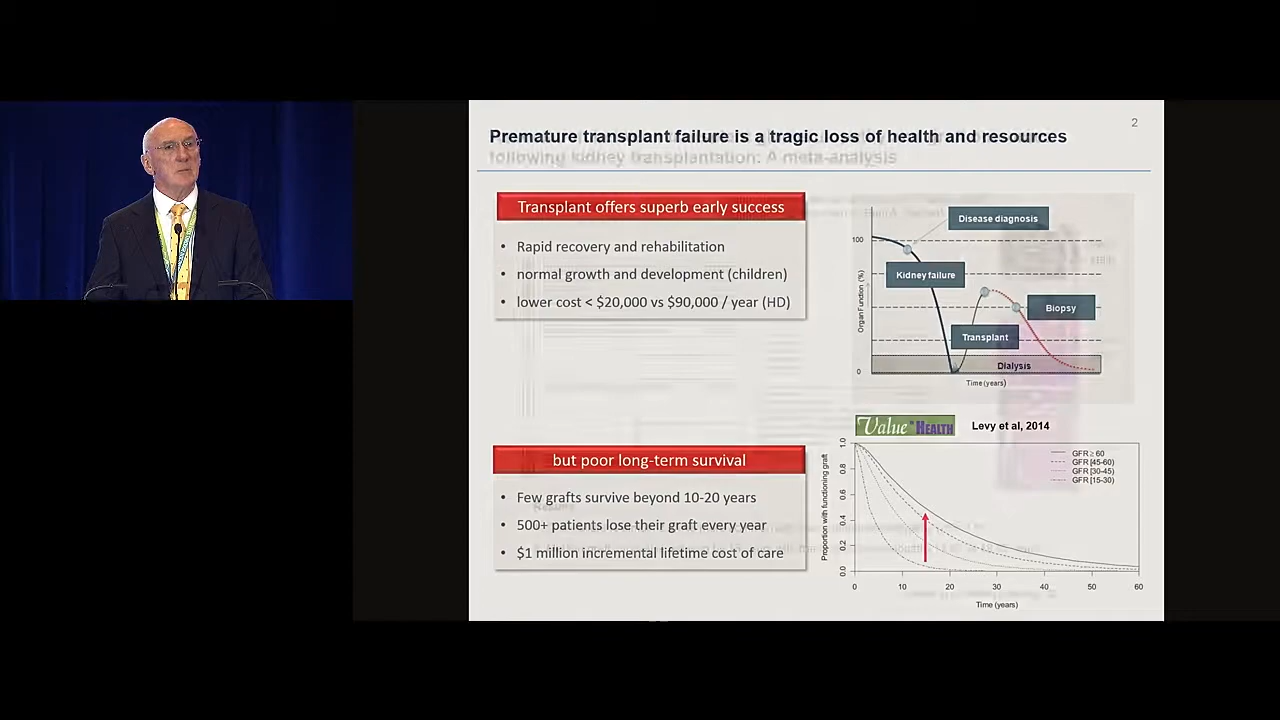 2
Premature transplant failure is a tragic loss of health and resources
following kidney transplantation: A meta-analysis
Transplant offers superb early success
• Rapid recovery and rehabilitation
• normal growth and development (children)
• lower cost < $20,000 vs $90,000 / year (HD)
Disease diagnosis
100
Kidney failure
Biopsy
Organ Function (%)
Transplant
Dialysis
0
Time (years)
Value in HEALTH
Levy et al, 2014
but poor long-term survival
• Few grafts survive beyond 10-20 years
• 500+ patients lose their graft every year
• $1 million incremental lifetime cost of care
Proportion with functioning graft
1.0
0.8
0.6
0.4
0.2
0.0
GFR ≥ 60
GFR [45-60)
GFR [30-45)
GFR [15-30)
0 10 20 30 40 50 60
Time (years)